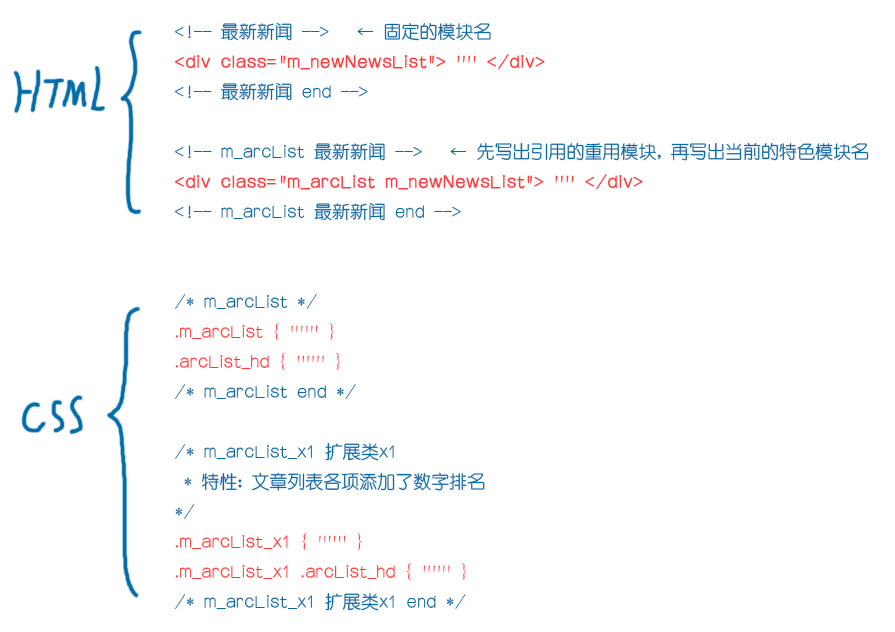 HTML
<!-- 最新新闻 --> ← 固定的模块名
<div class="m_newNewsList"> '''' </div>
<!-- 最新新闻 end -->
<!-- m_arcList 最新新闻 --> ← 先写出引用的重用模块, 再写出当前的特色模块名
<div class="m_arcList m_newNewsList"> '''' </div>
<!-- m_arcList 最新新闻 end -->
CSS
/* m_arcList */
.m_arcList { '''''' }
.arcList_hd { '''''' }
/* m_arcList end */
/* m_arcList_x1 扩展类x1
* 特性: 文章列表各项添加了数字排名
*/
.m_arcList_x1 { '''''' }
.m_arcList_x1 .arcList_hd { '''''' }
/* m_arcList_x1 扩展类x1 end */